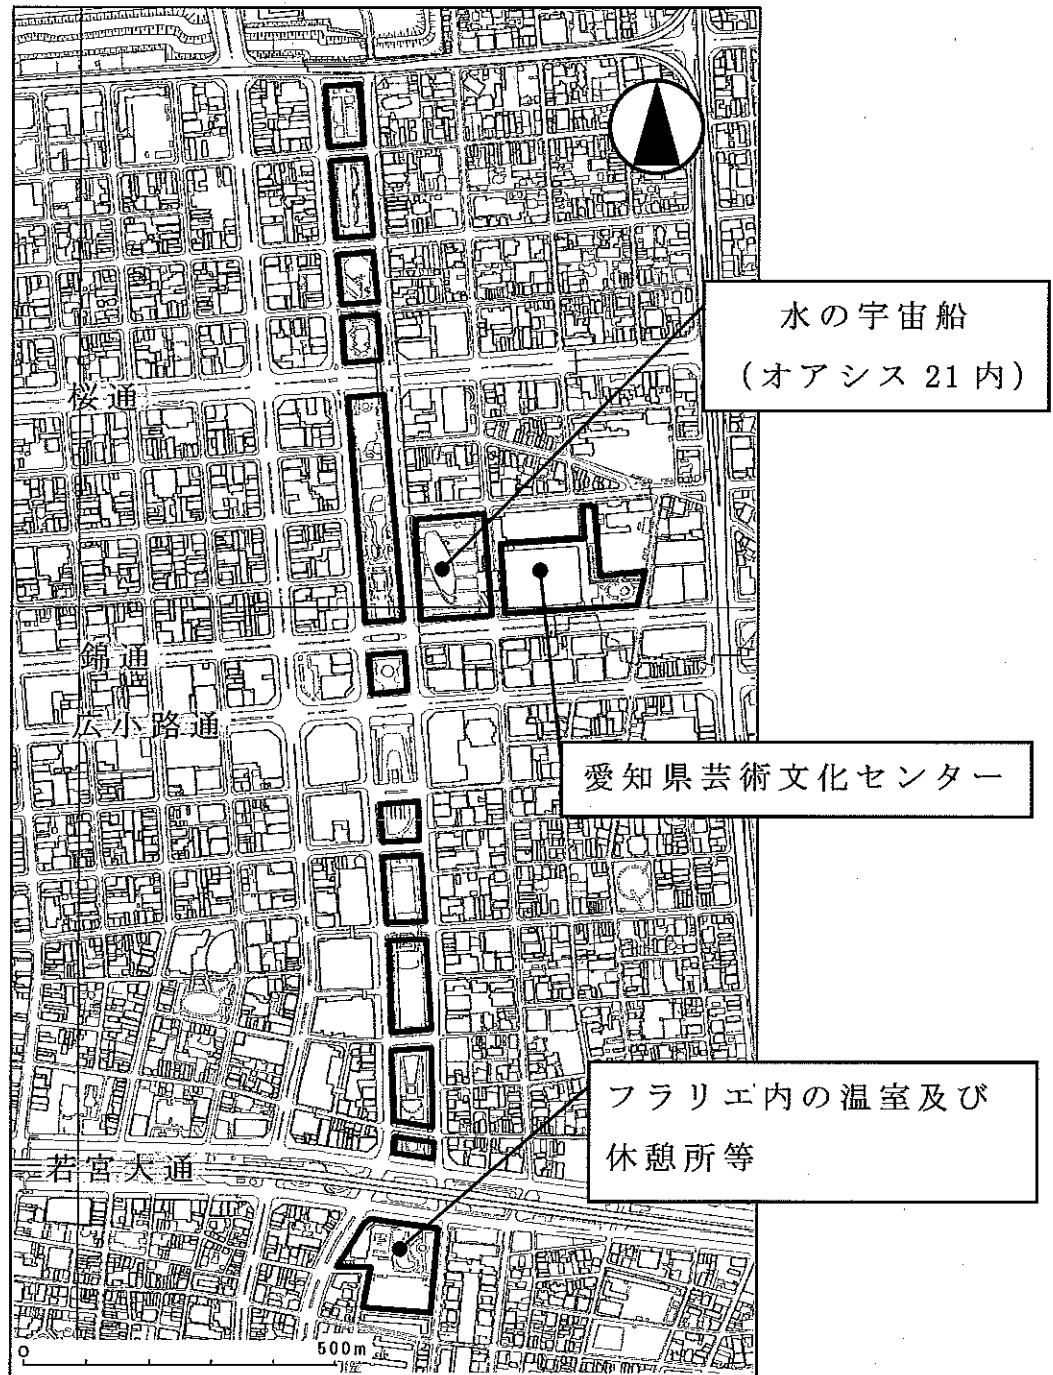 水の宇宙船
(オアシス 21 内)
桜通
錦通
広小路通
愛知県芸術文化センター
フラリエ内の温室及び
休憩所等
若宮大通
0 500m